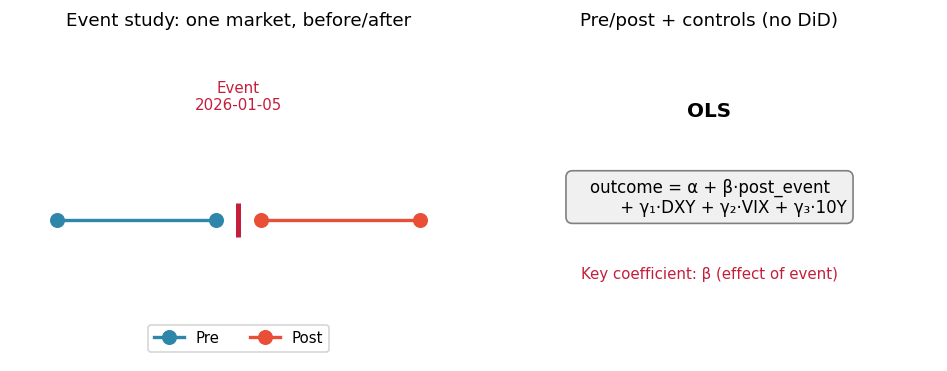 Event study: one market, before/after
Event
2026-01-05
Pre
Post
Pre/post + controls (no DiD)
OLS
outcome = α + β·post_event
+ γ₁·DXY + γ₂·VIX + γ₃·10Y
Key coefficient: β (effect of event)